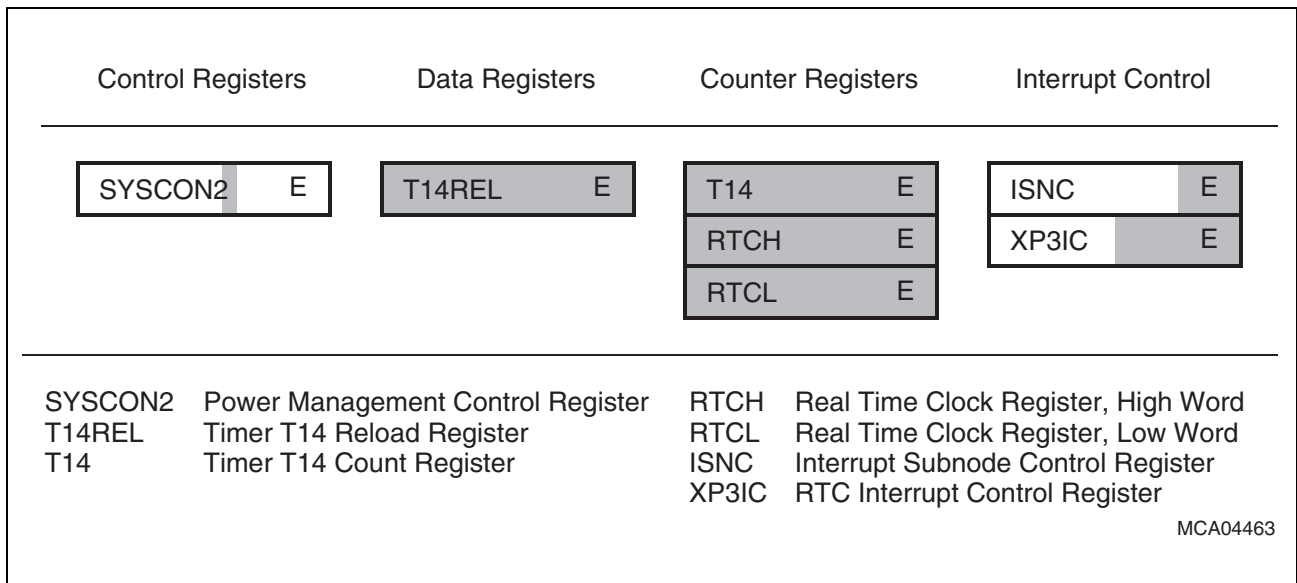 Control Registers Data Registers Counter Registers Interrupt Control
SYSCON2 E T14REL E T14 E ISNC E
RTCH E XP3IC E
RTCL E
SYSCON2 Power Management Control Register RTCH Real Time Clock Register, High Word
T14REL Timer T14 Reload Register RTCL Real Time Clock Register, Low Word
T14 Timer T14 Count Register ISNC Interrupt Subnode Control Register
XP3IC RTC Interrupt Control Register
MCA04463